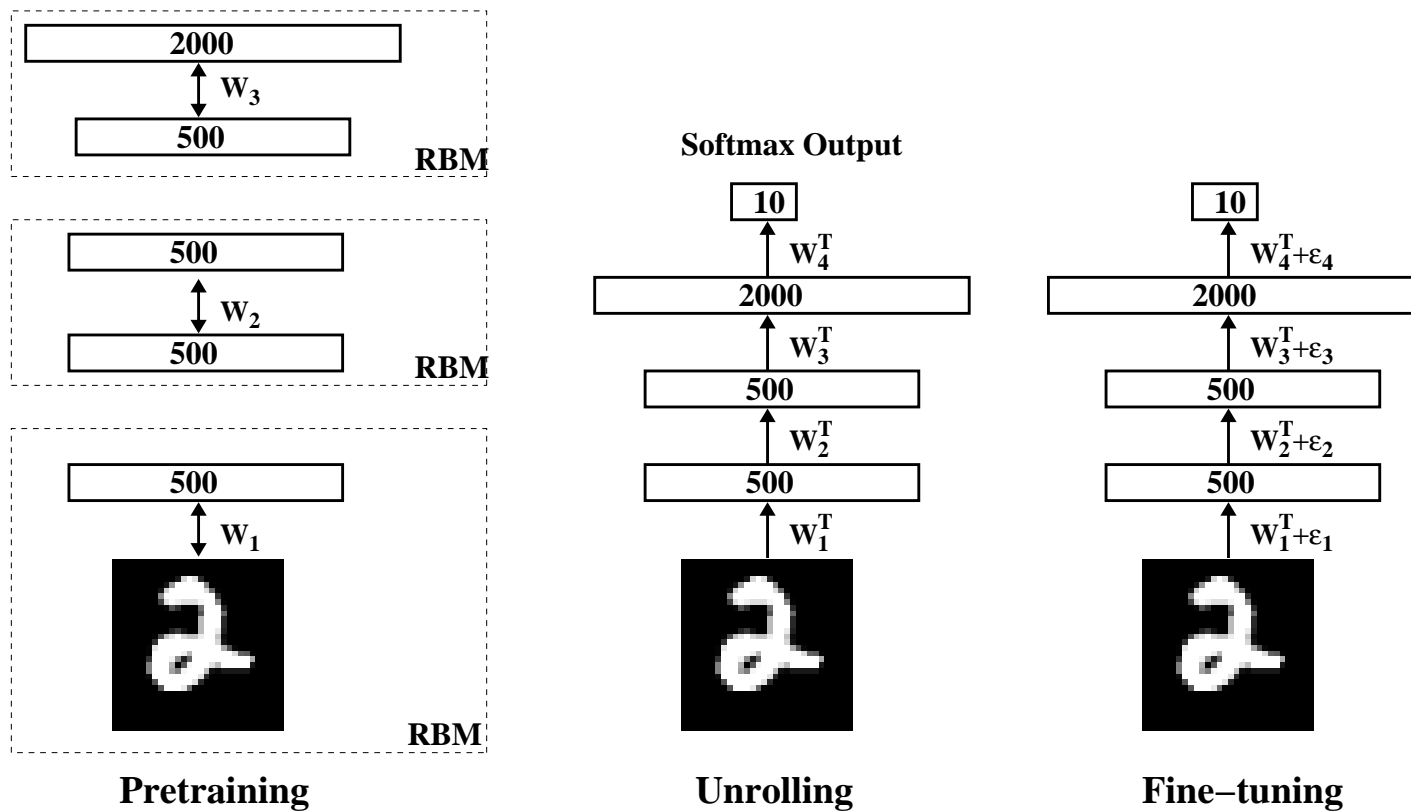 2000
W₃
500
RBM
500
W₂
500
RBM
500
W₁
RBM
Pretraining
Softmax Output
10
W₄ᵀ
2000
W₃ᵀ
500
W₂ᵀ
500
W₁ᵀ
Unrolling
10
W₄ᵀ+ε₄
2000
W₃ᵀ+ε₃
500
W₂ᵀ+ε₂
500
W₁ᵀ+ε₁
Fine−tuning